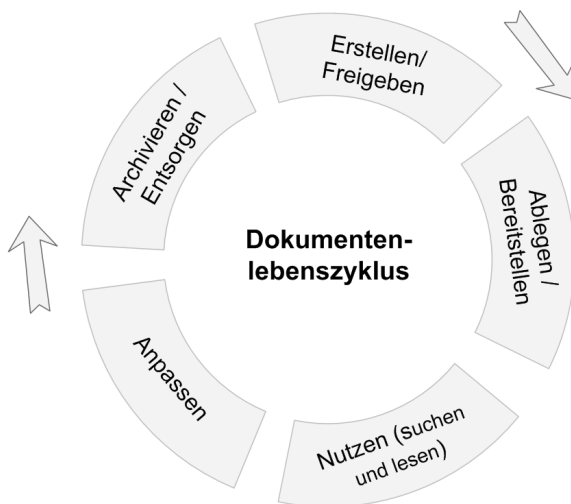 Erstellen/
Freigeben
Ablegen /
Bereitstellen
Nutzen (suchen
und lesen)
Anpassen
Archivieren /
Entsorgen
Dokumenten-
lebenszyklus